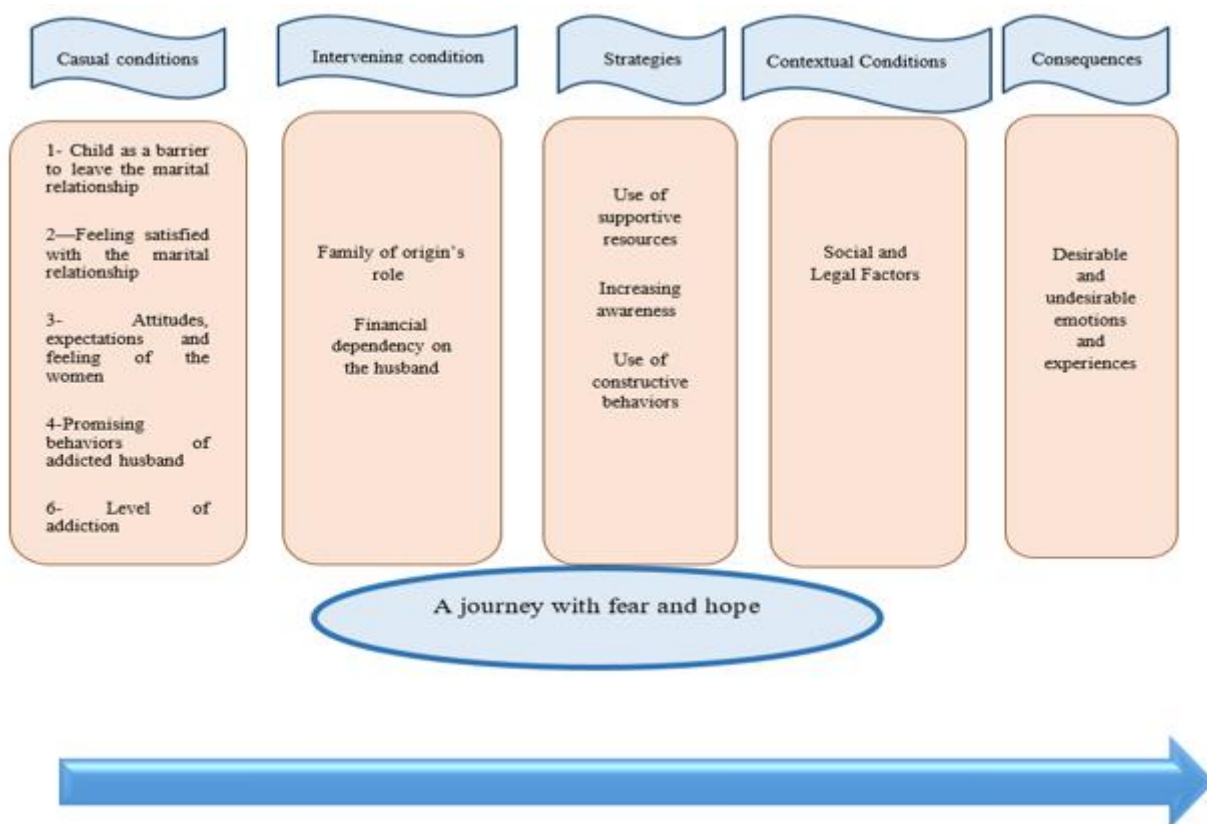 Casual conditions
Intervening condition
Strategies
Contextual Conditions
Consequences
1- Child as a barrier
to leave the marital
relationship
2—Feeling satisfied
with the marital
relationship
3- Attitudes,
expectations and
feeling of the
women
4-Promising
behaviors of
addicted husband
6- Level of
addiction
Family of origin's
role
Financial
dependency on
the husband
Use of
supportive
resources
Increasing
awareness
Use of
constructive
behaviors
Social and
Legal Factors
Desirable
and
undesirable
emotions
and
experiences
A journey with fear and hope